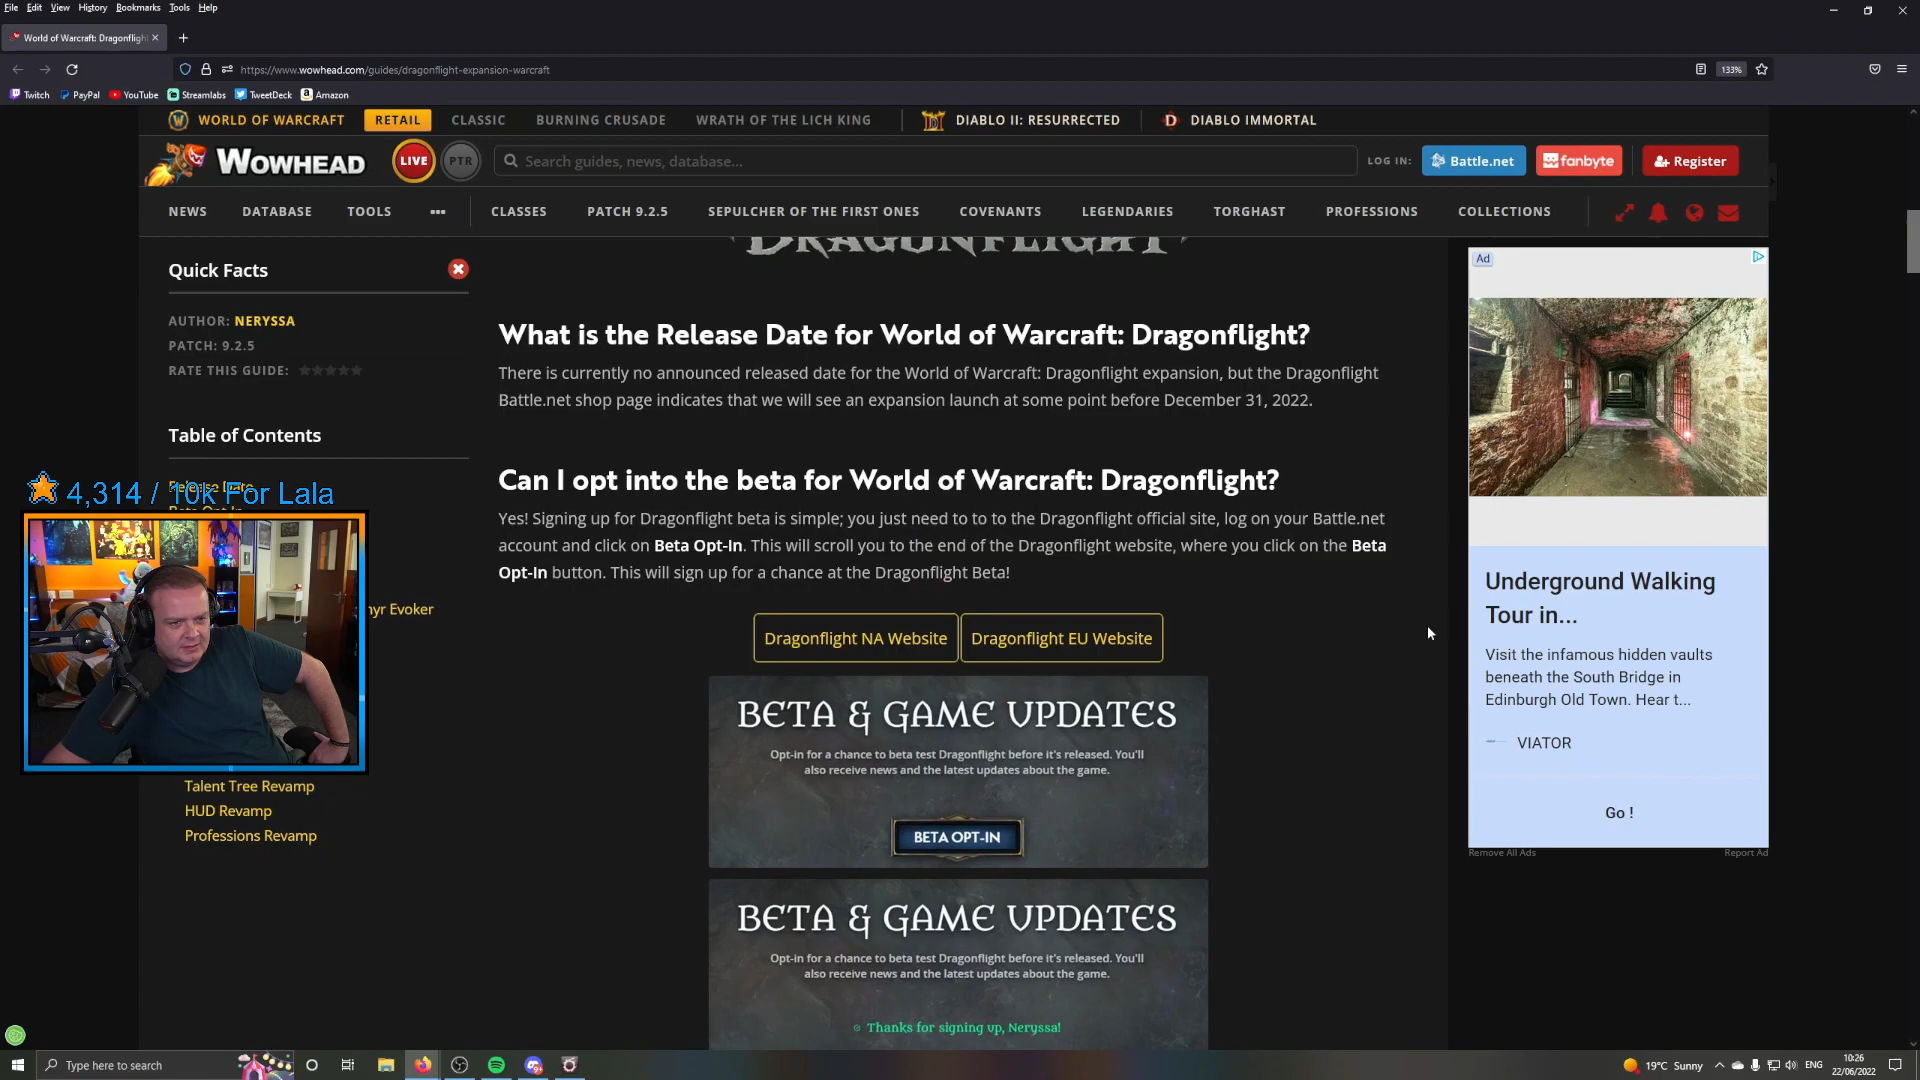 File Edit View History Bookmarks Tools Help
World of Warcraft: Dragonflight
https://www.wowhead.com/guides/dragonflight-expansion-warcraft
133%
Twitch PayPal YouTube Streamlabs TweetDeck Amazon
WORLD OF WARCRAFT RETAIL CLASSIC BURNING CRUSADE WRATH OF THE LICH KING DIABLO II: RESURRECTED DIABLO IMMORTAL
WOWHEAD LIVE PTR Search guides, news, database... LOG IN: Battle.net fanbyte Register
NEWS DATABASE TOOLS ••• CLASSES PATCH 9.2.5 SEPULCHER OF THE FIRST ONES COVENANTS LEGENDARIES TORGHAST PROFESSIONS COLLECTIONS
DRAGONFLIGHT
Quick Facts
AUTHOR: NERYSSA
PATCH: 9.2.5
RATE THIS GUIDE:
Table of Contents
Release Date
Beta Opt-In
4,314 / 10k For Lala
hyr Evoker
Talent Tree Revamp
HUD Revamp
Professions Revamp
What is the Release Date for World of Warcraft: Dragonflight?
There is currently no announced released date for the World of Warcraft: Dragonflight expansion, but the Dragonflight
Battle.net shop page indicates that we will see an expansion launch at some point before December 31, 2022.
Can I opt into the beta for World of Warcraft: Dragonflight?
Yes! Signing up for Dragonflight beta is simple; you just need to to to the Dragonflight official site, log on your Battle.net
account and click on Beta Opt-In. This will scroll you to the end of the Dragonflight website, where you click on the Beta
Opt-In button. This will sign up for a chance at the Dragonflight Beta!
Dragonflight NA Website Dragonflight EU Website
BETA & GAME UPDATES
Opt-in for a chance to beta test Dragonflight before it's released. You'll
also receive news and the latest updates about the game.
BETA OPT-IN
BETA & GAME UPDATES
Opt-in for a chance to beta test Dragonflight before it's released. You'll
also receive news and the latest updates about the game.
Thanks for signing up, Neryssa!
Ad
Underground Walking
Tour in...
Visit the infamous hidden vaults
beneath the South Bridge in
Edinburgh Old Town. Hear t...
VIATOR
Go !
Remove All Ads Report Ad
Type here to search
19°C Sunny ENG 10:26
22/06/2022